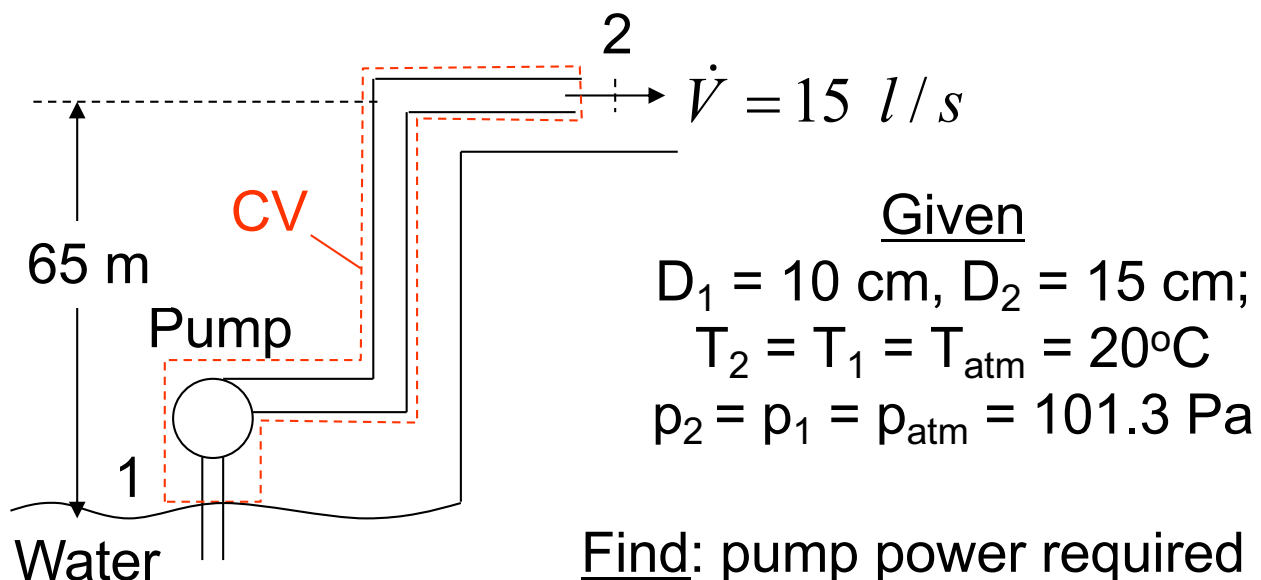 2
V̇ = 15 l / s
CV
65 m
Pump
1
Water
Given
D₁ = 10 cm, D₂ = 15 cm;
T₂ = T₁ = Tₐₜₘ = 20ºC
p₂ = p₁ = pₐₜₘ = 101.3 Pa
Find: pump power required